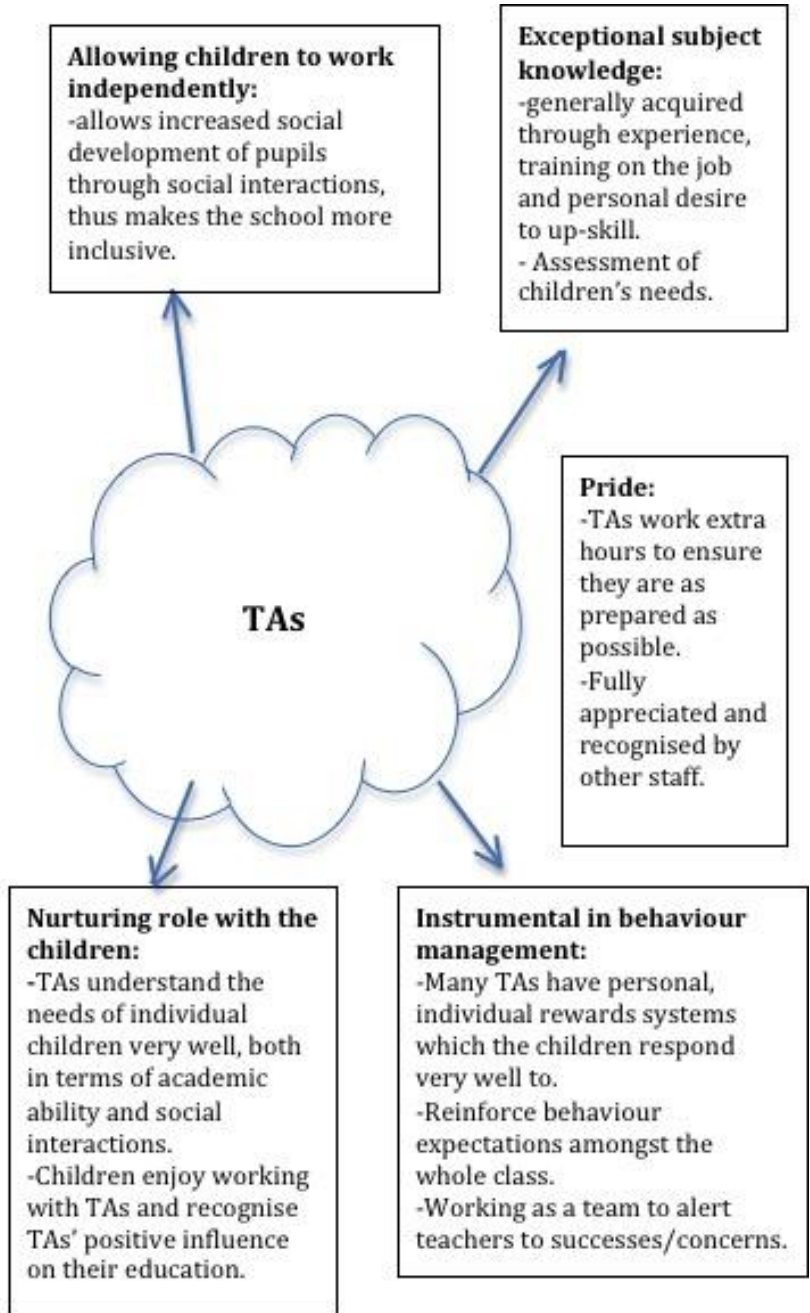 Allowing children to work
independently:
-allows increased social
development of pupils
through social interactions,
thus makes the school more
inclusive.
Exceptional subject
knowledge:
-generally acquired
through experience,
training on the job
and personal desire
to up-skill.
- Assessment of
children's needs.
TAs
Pride:
-TAs work extra
hours to ensure
they are as
prepared as
possible.
-Fully
appreciated and
recognised by
other staff.
Nurturing role with the
children:
-TAs understand the
needs of individual
children very well, both
in terms of academic
ability and social
interactions.
-Children enjoy working
with TAs and recognise
TAs' positive influence
on their education.
Instrumental in behaviour
management:
-Many TAs have personal,
individual rewards systems
which the children respond
very well to.
-Reinforce behaviour
expectations amongst the
whole class.
-Working as a team to alert
teachers to successes/concerns.